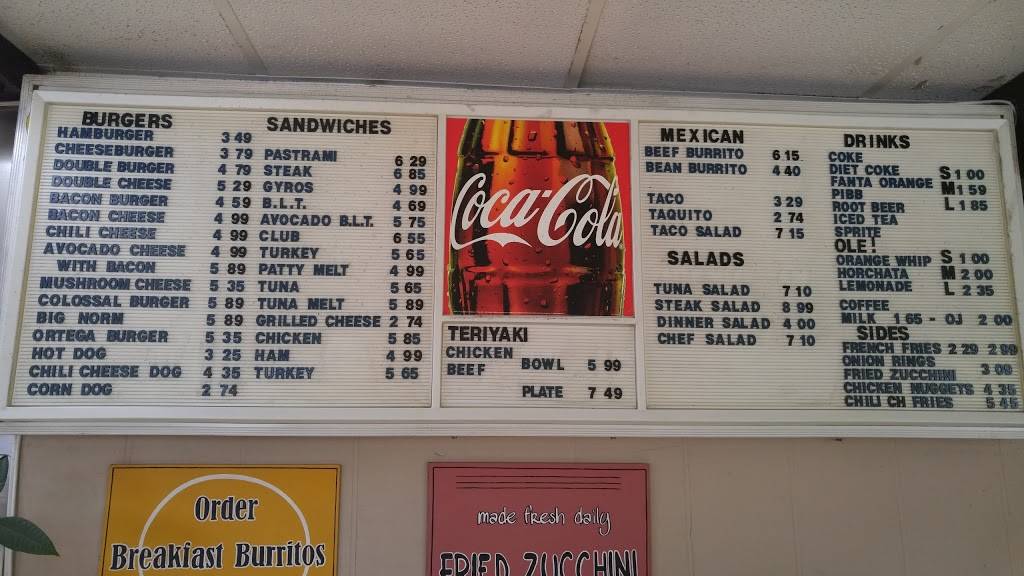 BURGERS
HAMBURGER 3 49
CHEESEBURGER 3 79
DOUBLE BURGER 4 79
DOUBLE CHEESE 5 29
BACON BURGER 4 59
BACON CHEESE 4 99
CHILI CHEESE 4 99
AVOCADO CHEESE 4 99
WITH BACON 5 89
MUSHROOM CHEESE 5 35
COLOSSAL BURGER 5 89
BIG NORM 5 89
ORTEGA BURGER 5 35
HOT DOG 3 25
CHILI CHEESE DOG 4 35
CORN DOG 2 74
SANDWICHES
PASTRAMI 6 29
STEAK 6 85
GYROS 4 99
B.L.T. 4 69
AVOCADO B.L.T. 5 75
CLUB 6 55
TURKEY 5 65
PATTY MELT 4 99
TUNA 5 65
TUNA MELT 5 89
GRILLED CHEESE 2 74
CHICKEN 5 85
HAM 4 99
TURKEY 5 65
Coca-Cola
TERIYAKI
CHICKEN
BEEF BOWL 5 99
PLATE 7 49
MEXICAN
BEEF BURRITO 6 15
BEAN BURRITO 4 40
TACO 3 29
TAQUITO 2 74
TACO SALAD 7 15
SALADS
TUNA SALAD 7 10
STEAK SALAD 8 99
DINNER SALAD 4 00
CHEF SALAD 7 10
DRINKS
COKE
DIET COKE S 1 00
FANTA ORANGE
PIBB M 1 59
ROOT BEER L 1 85
ICED TEA
SPRITE
OLE!
ORANGE WHIP S 1 00
HORCHATA M 2 00
LEMONADE L 2 35
COFFEE
MILK 1 65 - OJ 2 00
SIDES
FRENCH FRIES 2 29 2 99
ONION RINGS
FRIED ZUCCHINI 3 09
CHICKEN NUGGETS 4 35
CHILI CH FRIES 5 45
Order
Breakfast Burritos
made fresh daily
FRIED ZUCCHINI